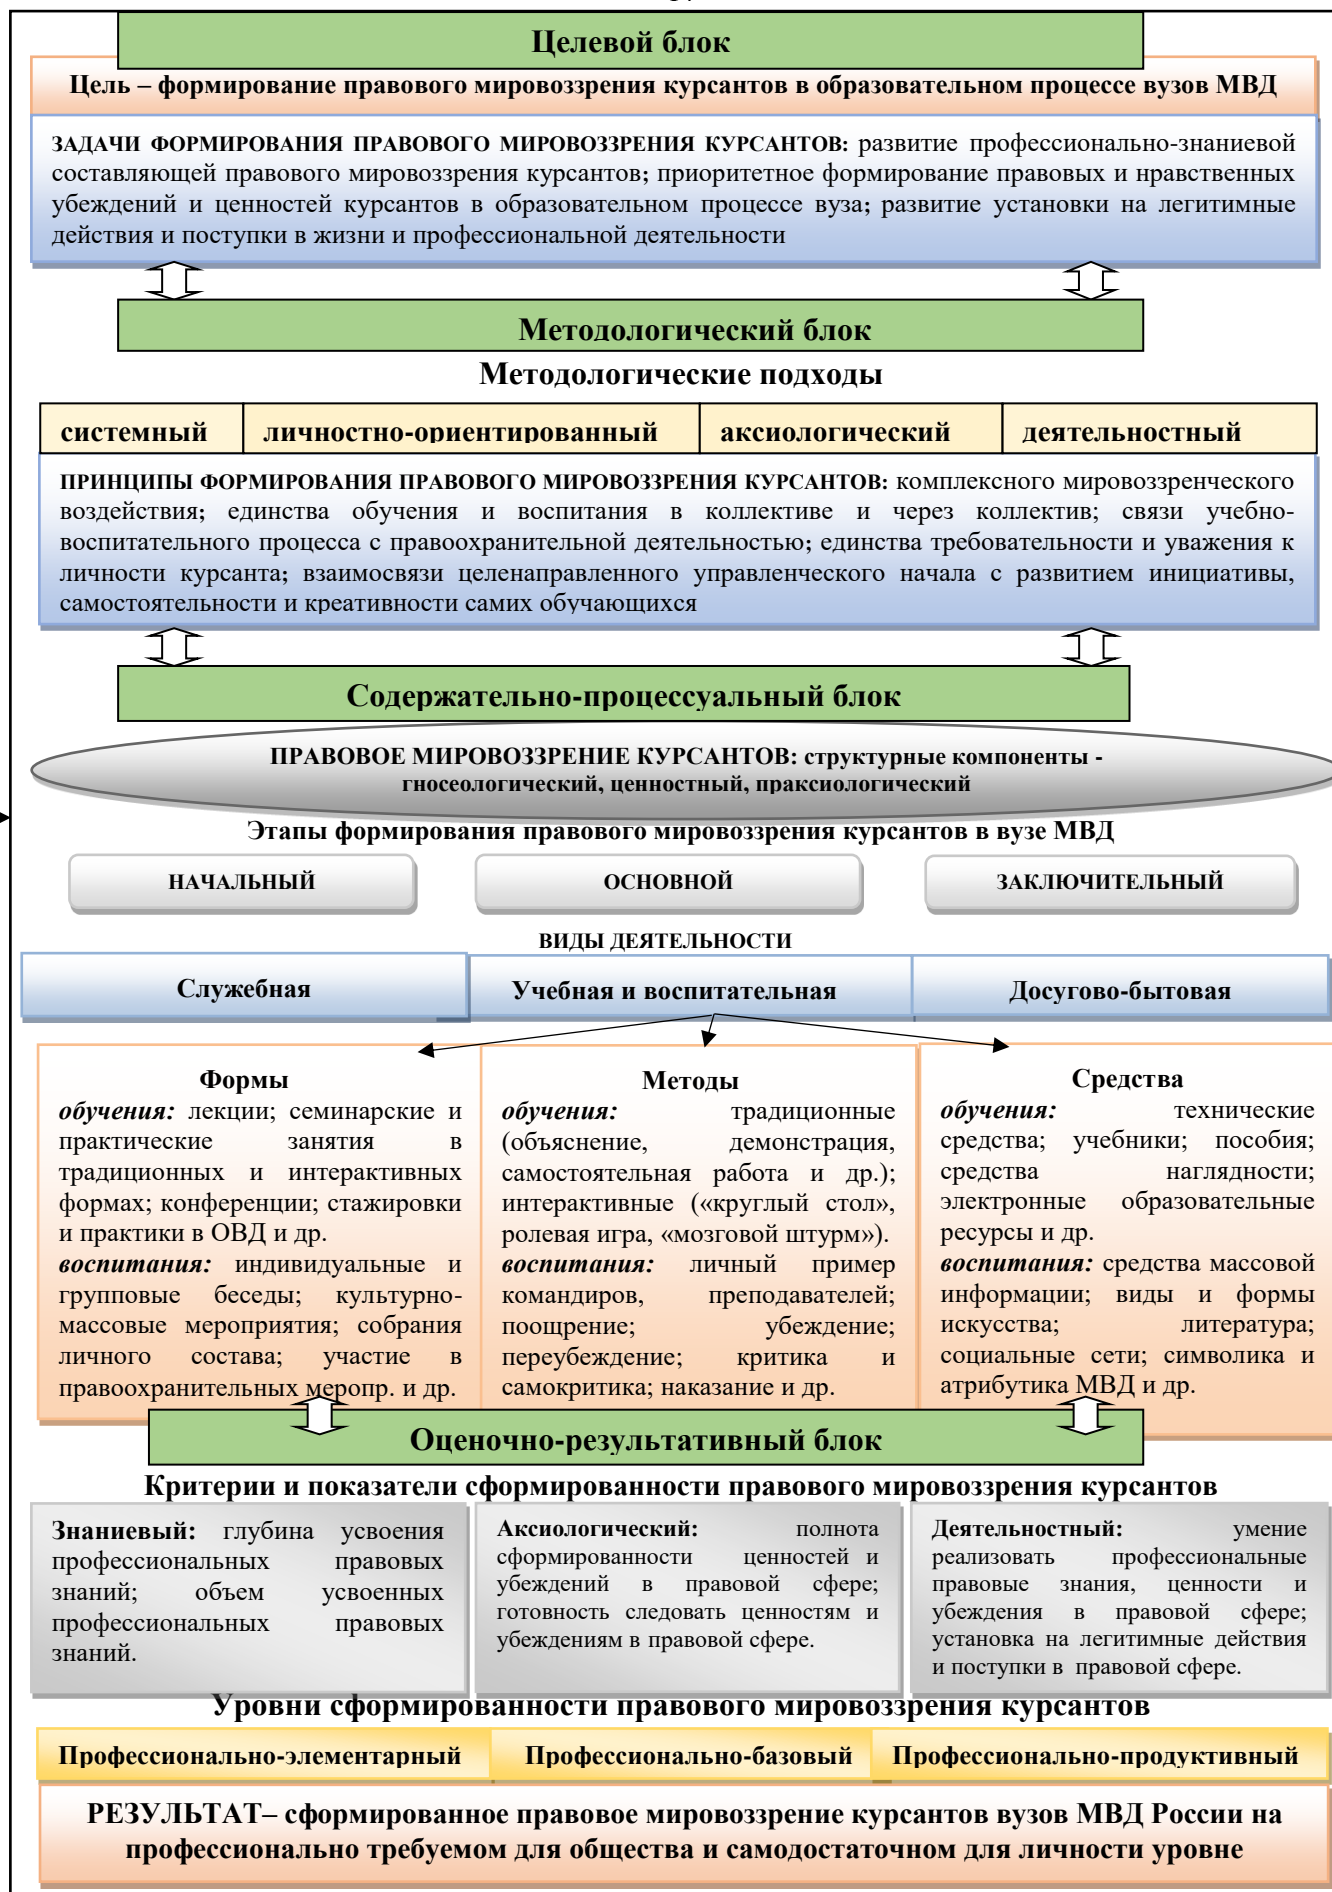 Целевой блок
Цель – формирование правового мировоззрения курсантов в образовательном процессе вузов МВД
ЗАДАЧИ ФОРМИРОВАНИЯ ПРАВОВОГО МИРОВОЗЗРЕНИЯ КУРСАНТОВ: развитие профессионально-знаниевой
составляющей правового мировоззрения курсантов; приоритетное формирование правовых и нравственных
убеждений и ценностей курсантов в образовательном процессе вуза; развитие установки на легитимные
действия и поступки в жизни и профессиональной деятельности
Методологический блок
Методологические подходы
системный
личностно-ориентированный
аксиологический
деятельностный
ПРИНЦИПЫ ФОРМИРОВАНИЯ ПРАВОВОГО МИРОВОЗЗРЕНИЯ КУРСАНТОВ: комплексного мировоззренческого
воздействия; единства обучения и воспитания в коллективе и через коллектив; связи учебно-
воспитательного процесса с правоохранительной деятельностью; единства требовательности и уважения к
личности курсанта; взаимосвязи целенаправленного управленческого начала с развитием инициативы,
самостоятельности и креативности самих обучающихся
Содержательно-процессуальный блок
ПРАВОВОЕ МИРОВОЗЗРЕНИЕ КУРСАНТОВ: структурные компоненты -
гносеологический, ценностный, праксиологический
Этапы формирования правового мировоззрения курсантов в вузе МВД
НАЧАЛЬНЫЙ
ОСНОВНОЙ
ЗАКЛЮЧИТЕЛЬНЫЙ
ВИДЫ ДЕЯТЕЛЬНОСТИ
Служебная
Учебная и воспитательная
Досугово-бытовая
Формы
обучения: лекции; семинарские и
практические занятия в
традиционных и интерактивных
формах; конференции; стажировки
и практики в ОВД и др.
воспитания: индивидуальные и
групповые беседы; культурно-
массовые мероприятия; собрания
личного состава; участие в
правоохранительных меропр. и др.
Методы
обучения: традиционные
(объяснение, демонстрация,
самостоятельная работа и др.);
интерактивные («круглый стол»,
ролевая игра, «мозговой штурм»).
воспитания: личный пример
командиров, преподавателей;
поощрение; убеждение;
переубеждение; критика и
самокритика; наказание и др.
Средства
обучения: технические
средства; учебники; пособия;
средства наглядности;
электронные образовательные
ресурсы и др.
воспитания: средства массовой
информации; виды и формы
искусства; литература;
социальные сети; символика и
атрибутика МВД и др.
Оценочно-результативный блок
Критерии и показатели сформированности правового мировоззрения курсантов
Знаниевый: глубина усвоения
профессиональных правовых
знаний; объем усвоенных
профессиональных правовых
знаний.
Аксиологический: полнота
сформированности ценностей и
убеждений в правовой сфере;
готовность следовать ценностям и
убеждениям в правовой сфере.
Деятельностный: умение
реализовать профессиональные
правовые знания, ценности и
убеждения в правовой сфере;
установка на легитимные действия
и поступки в правовой сфере.
Уровни сформированности правового мировоззрения курсантов
Профессионально-элементарный
Профессионально-базовый
Профессионально-продуктивный
РЕЗУЛЬТАТ– сформированное правовое мировоззрение курсантов вузов МВД России на
профессионально требуемом для общества и самодостаточном для личности уровне